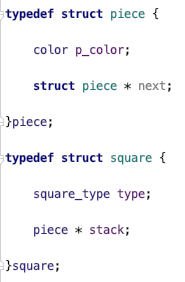 typedef struct piece {
color p_color;
struct piece * next;
}piece;
typedef struct square {
square_type type;
piece * stack;
}square;